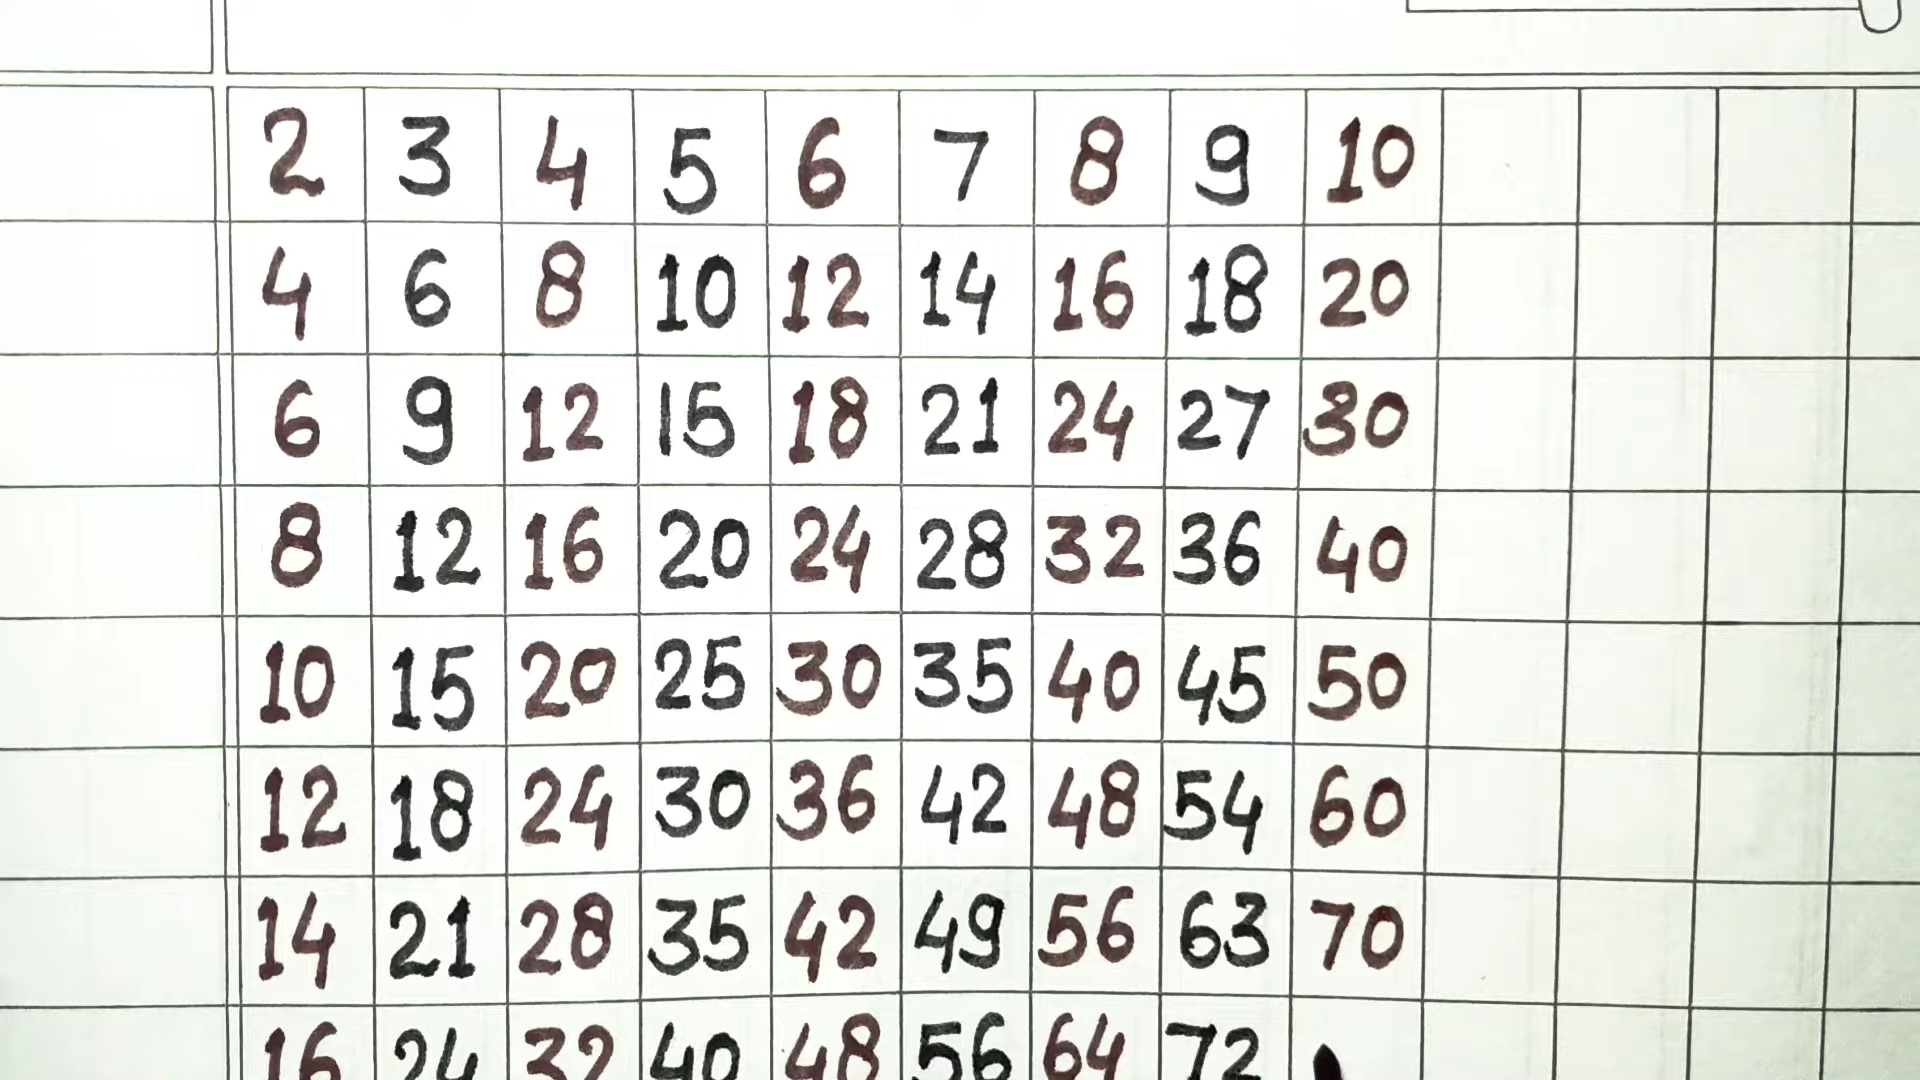 2 3 4 5 6 7 8 9 10
4 6 8 10 12 14 16 18 20
6 9 12 15 18 21 24 27 30
8 12 16 20 24 28 32 36 40
10 15 20 25 30 35 40 45 50
12 18 24 30 36 42 48 54 60
14 21 28 35 42 49 56 63 70
16 24 32 40 48 56 64 72